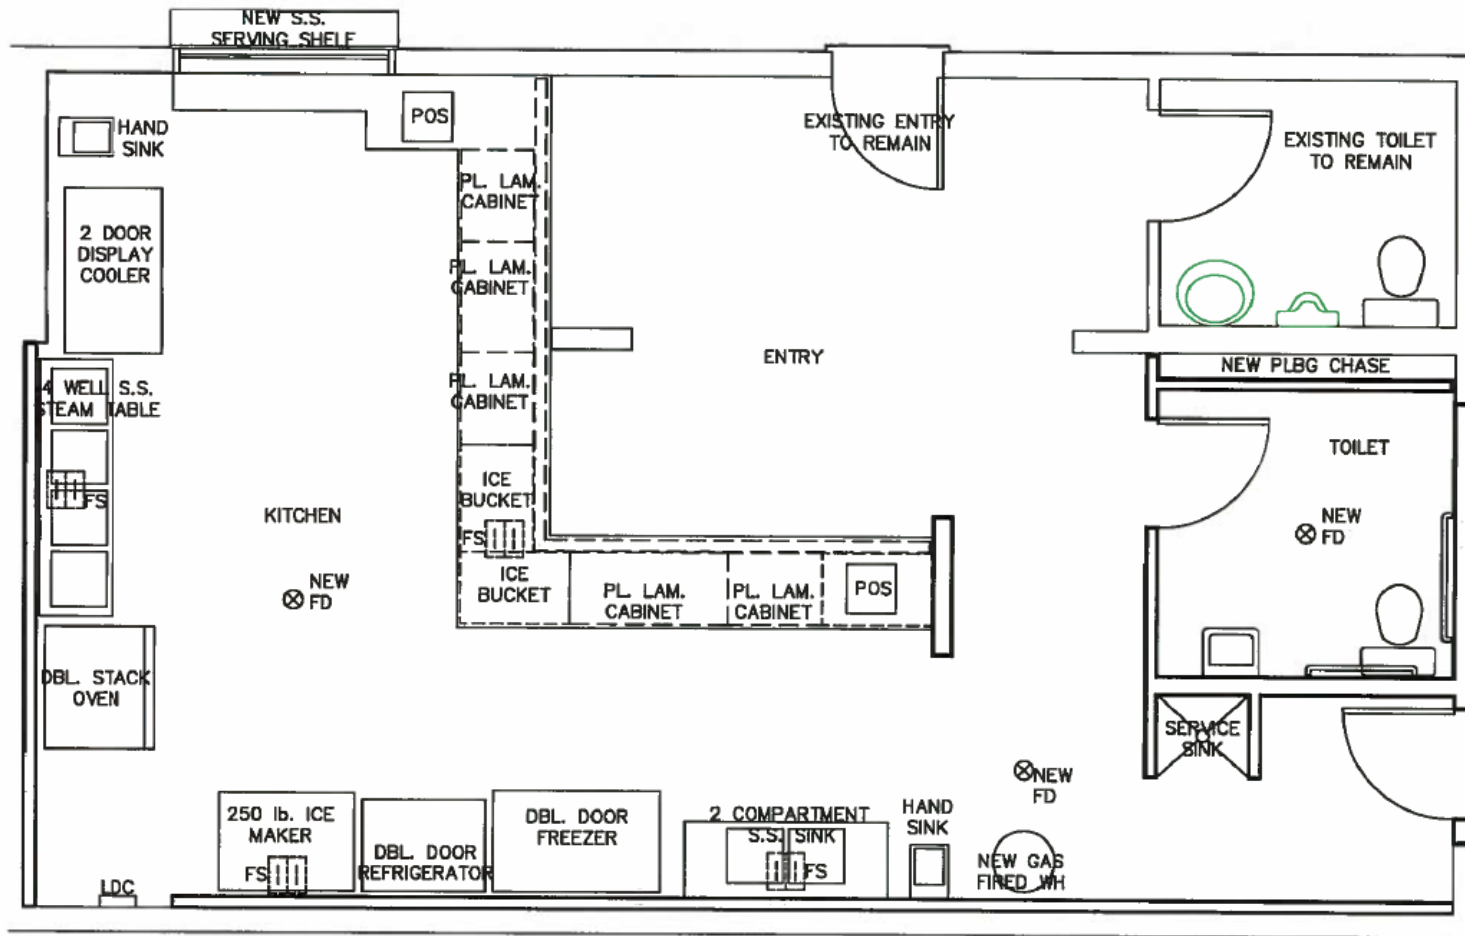 NEW S.S.
SERVING SHELF
POS
HAND
SINK
EXISTING ENTRY
TO REMAIN
EXISTING TOILET
TO REMAIN
PL. LAM.
CABINET
2 DOOR
DISPLAY
COOLER
PL. LAM.
CABINET
ENTRY
NEW PLBG CHASE
4 WELL S.S.
STEAM TABLE
PL. LAM.
CABINET
TOILET
ICE
BUCKET
FS
FS
KITCHEN
NEW
FD
NEW
FD
ICE
BUCKET
PL. LAM.
CABINET
PL. LAM.
CABINET
POS
DBL. STACK
OVEN
SERVICE
SINK
NEW
FD
250 lb. ICE
MAKER
FS
DBL. DOOR
REFRIGERATOR
DBL. DOOR
FREEZER
2 COMPARTMENT
S.S. SINK
FS
HAND
SINK
NEW GAS
FIRED WH
LDC